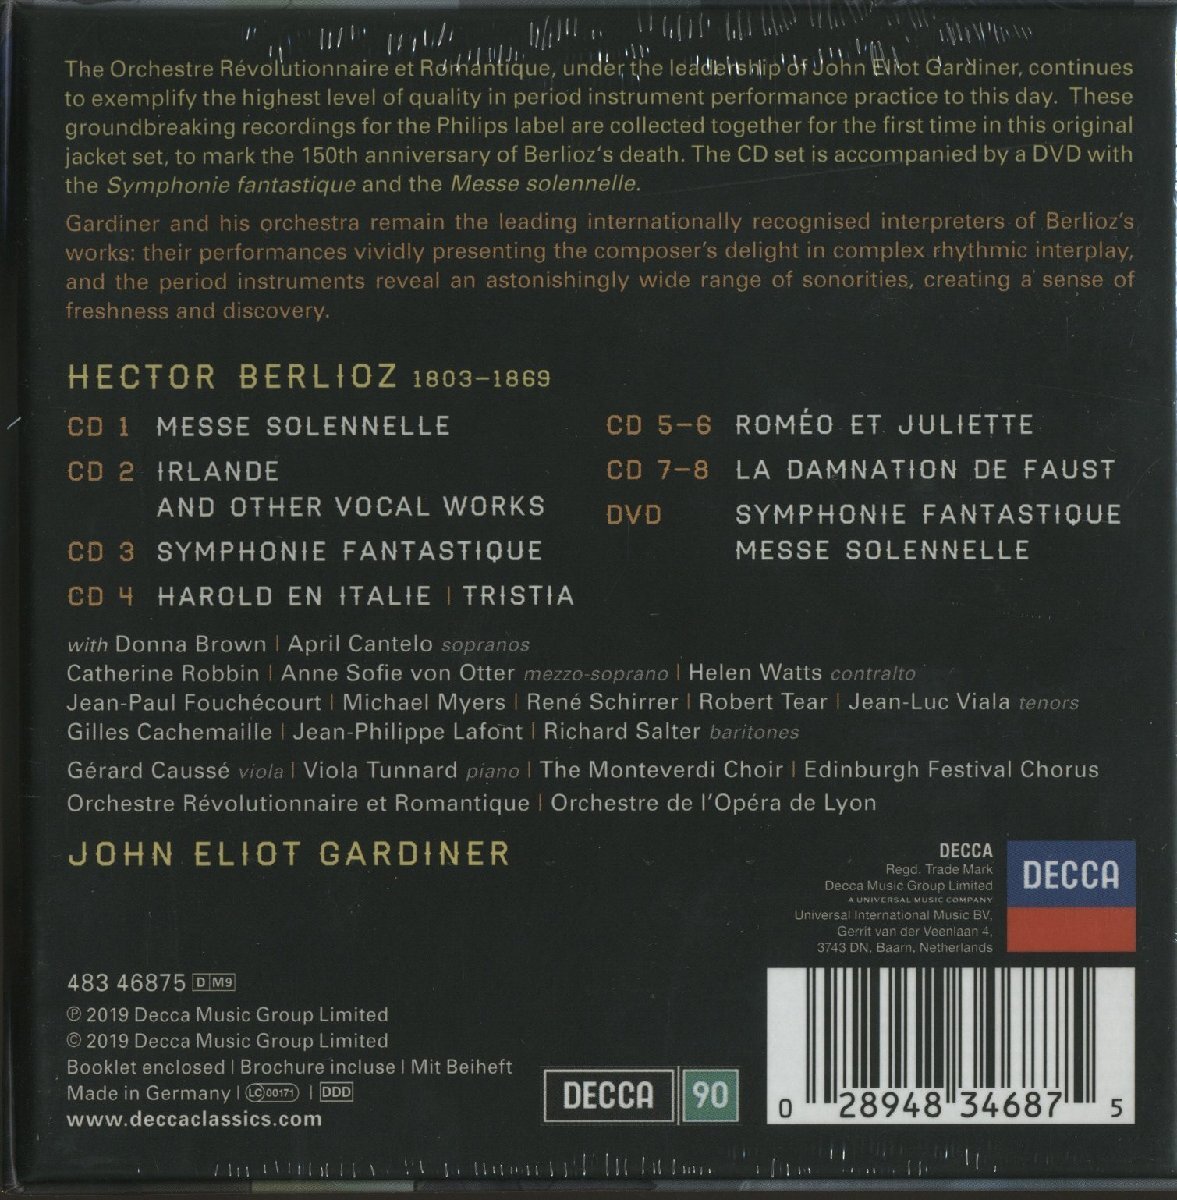 The Orchestre Révolutionnaire et Romantique, under the leadership of John Eliot Gardiner, continues
to exemplify the highest level of quality in period instrument performance practice to this day. These
groundbreaking recordings for the Philips label are collected together for the first time in this original
jacket set, to mark the 150th anniversary of Berlioz's death. The CD set is accompanied by a DVD with
the Symphonie fantastique and the Messe solennelle.
Gardiner and his orchestra remain the leading internationally recognised interpreters of Berlioz's
works: their performances vividly presenting the composer's delight in complex rhythmic interplay,
and the period instruments reveal an astonishingly wide range of sonorities, creating a sense of
freshness and discovery.
HECTOR BERLIOZ 1803–1869
CD 1 MESSE SOLENNELLE
CD 2 IRLANDE
AND OTHER VOCAL WORKS
CD 3 SYMPHONIE FANTASTIQUE
CD 4 HAROLD EN ITALIE | TRISTIA
CD 5–6 ROMÉO ET JULIETTE
CD 7–8 LA DAMNATION DE FAUST
DVD SYMPHONIE FANTASTIQUE
MESSE SOLENNELLE
with Donna Brown | April Cantelo sopranos
Catherine Robbin | Anne Sofie von Otter mezzo-soprano | Helen Watts contralto
Jean-Paul Fouchécourt | Michael Myers | René Schirrer | Robert Tear | Jean-Luc Viala tenors
Gilles Cachemaille | Jean-Philippe Lafont | Richard Salter baritones
Gérard Caussé viola | Viola Tunnard piano | The Monteverdi Choir | Edinburgh Festival Chorus
Orchestre Révolutionnaire et Romantique | Orchestre de l'Opéra de Lyon
JOHN ELIOT GARDINER
DECCA
Regd. Trade Mark
Decca Music Group Limited
A UNIVERSAL MUSIC COMPANY
Universal International Music BV,
Gerrit van der Veenlaan 4,
3743 DN, Baarn, Netherlands
DECCA
483 46875 D M9
℗ 2019 Decca Music Group Limited
© 2019 Decca Music Group Limited
Booklet enclosed | Brochure incluse | Mit Beiheft
Made in Germany | LC 00171 | DDD
www.deccaclassics.com
DECCA 90
0 28948 34687 5